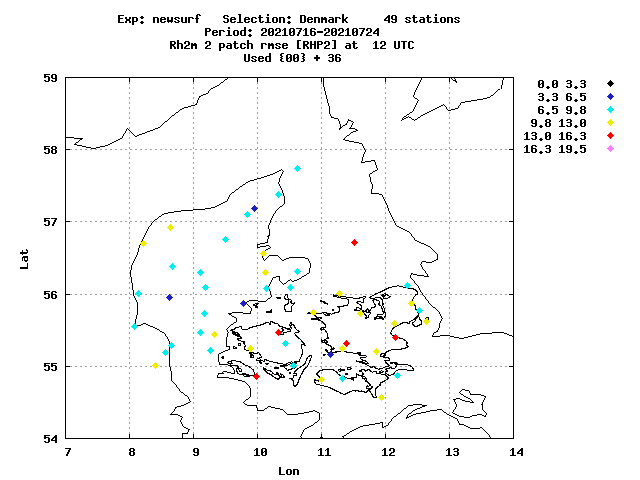 Exp: newsurf Selection: Denmark 49 stations
Period: 20210716-20210724
Rh2m 2 patch rmse [RHP2] at 12 UTC
Used {00} + 36
0.0 3.3
3.3 6.5
6.5 9.8
9.8 13.0
13.0 16.3
16.3 19.5
59
58
57
56
55
54
Lat
7 8 9 10 11 12 13 14
Lon